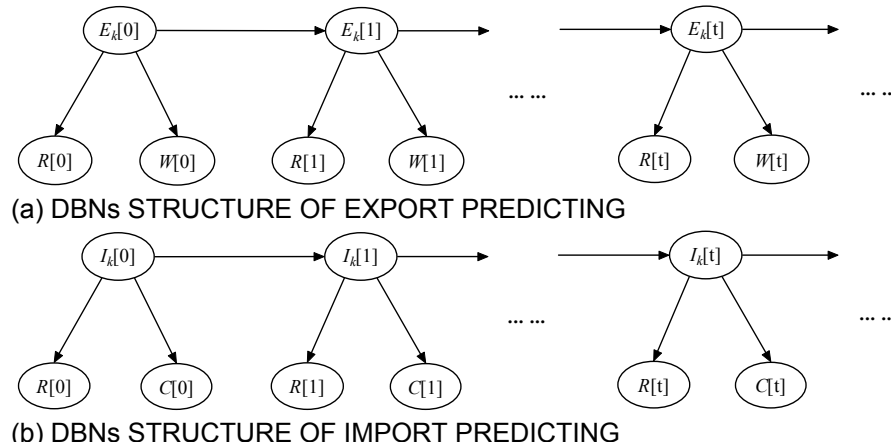 E_k[0] E_k[1] E_k[t]
... ... ... ..
R[0] W[0] R[1] W[1] R[t] W[t]
(a) DBNs STRUCTURE OF EXPORT PREDICTING
I_k[0] I_k[1] I_k[t]
... ... ... ..
R[0] C[0] R[1] C[1] R[t] C[t]
(b) DBNs STRUCTURE OF IMPORT PREDICTING